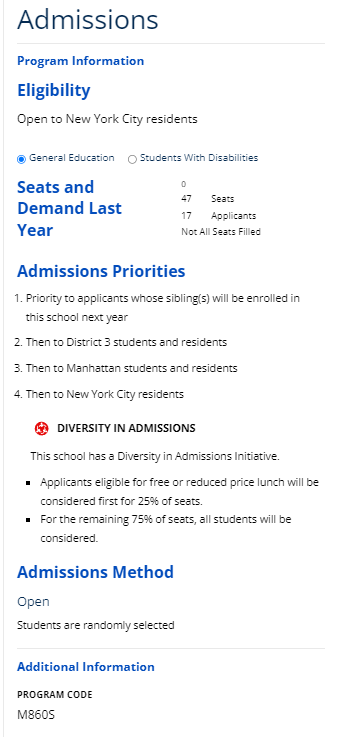 Admissions
Program Information
Eligibility
Open to New York City residents
General Education Students With Disabilities
Seats and
Demand Last
Year
0
47 Seats
17 Applicants
Not All Seats Filled
Admissions Priorities
1. Priority to applicants whose sibling(s) will be enrolled in
this school next year
2. Then to District 3 students and residents
3. Then to Manhattan students and residents
4. Then to New York City residents
DIVERSITY IN ADMISSIONS
This school has a Diversity in Admissions Initiative.
▪ Applicants eligible for free or reduced price lunch will be
considered first for 25% of seats.
▪ For the remaining 75% of seats, all students will be
considered.
Admissions Method
Open
Students are randomly selected
Additional Information
PROGRAM CODE
M860S